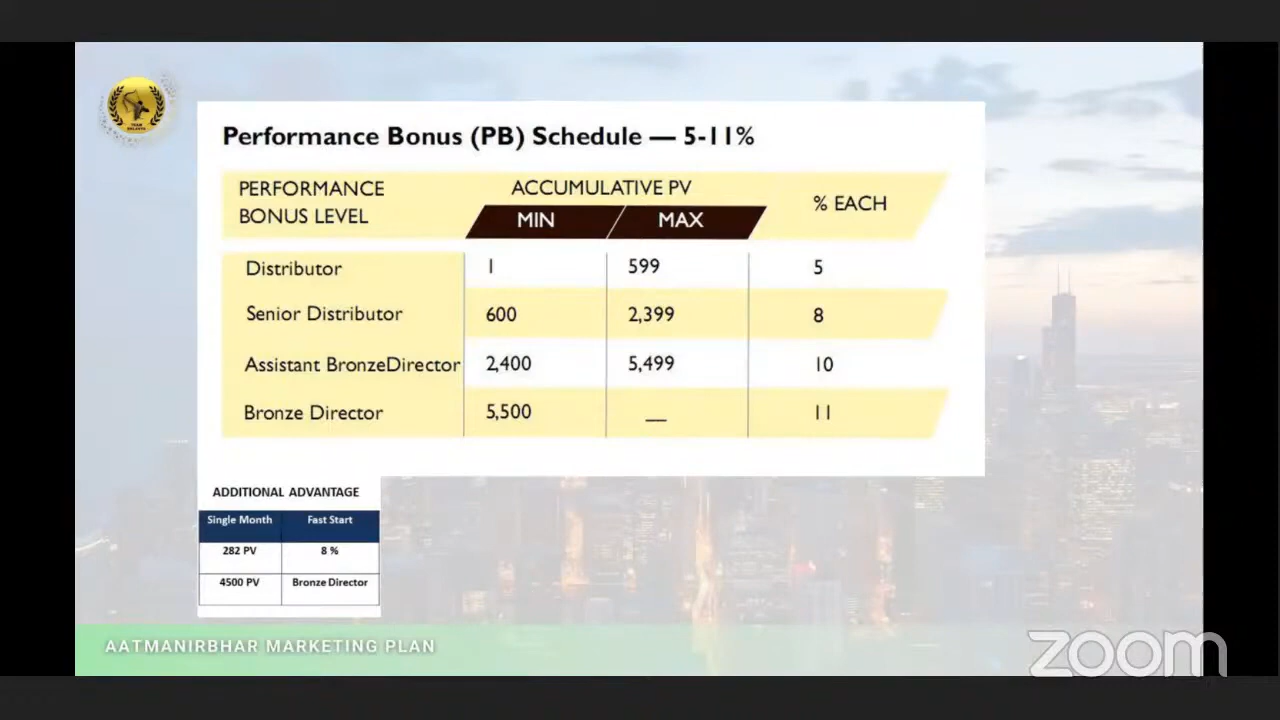 Performance Bonus (PB) Schedule — 5-11%
PERFORMANCE BONUS LEVEL
ACCUMULATIVE PV
% EACH
MIN MAX
Distributor 1 599 5
Senior Distributor 600 2,399 8
Assistant BronzeDirector 2,400 5,499 10
Bronze Director 5,500 __ 11
ADDITIONAL ADVANTAGE
Single Month Fast Start
282 PV 8 %
4500 PV Bronze Director
AATMANIRBHAR MARKETING PLAN
zoom